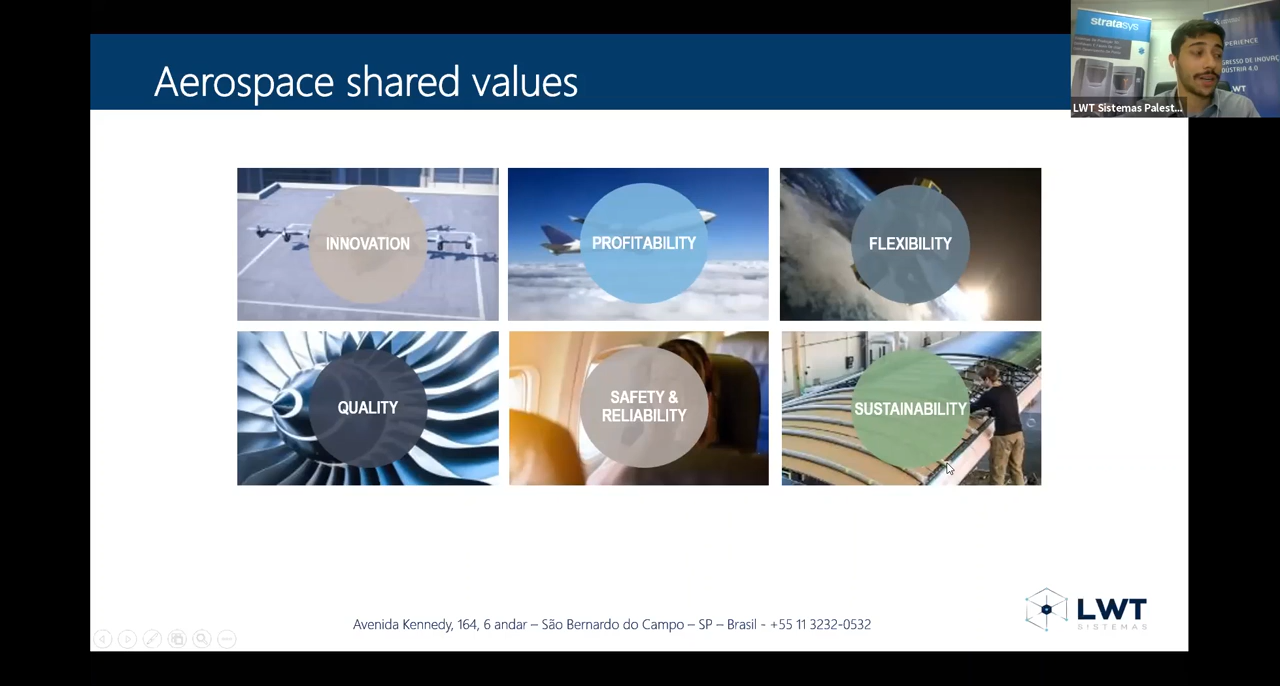 Aerospace shared values
stratasys
PERIENCE
LWT Sistemas Palest...
INNOVATION
PROFITABILITY
FLEXIBILITY
QUALITY
SAFETY &
RELIABILITY
SUSTAINABILITY
Avenida Kennedy, 164, 6 andar – São Bernardo do Campo – SP – Brasil - +55 11 3232-0532
LWT
SISTEMAS